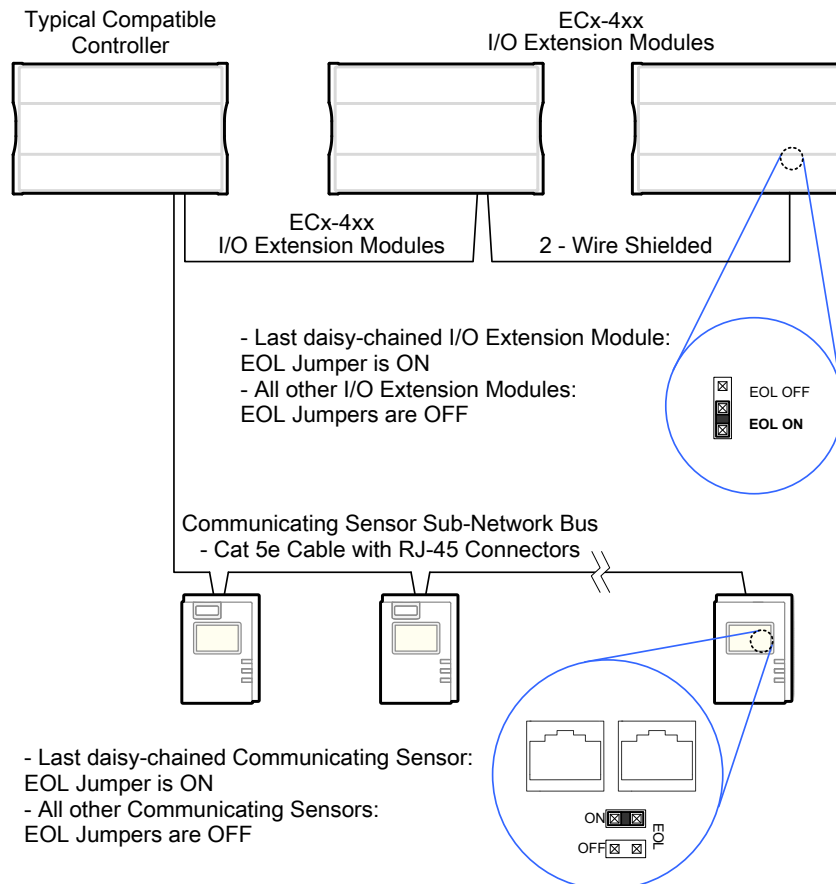 Typical Compatible
Controller
ECx-4xx
I/O Extension Modules
ECx-4xx
I/O Extension Modules
2 - Wire Shielded
- Last daisy-chained I/O Extension Module:
EOL Jumper is ON
- All other I/O Extension Modules:
EOL Jumpers are OFF
EOL OFF
EOL ON
Communicating Sensor Sub-Network Bus
- Cat 5e Cable with RJ-45 Connectors
- Last daisy-chained Communicating Sensor:
EOL Jumper is ON
- All other Communicating Sensors:
EOL Jumpers are OFF
ON
OFF
EOL